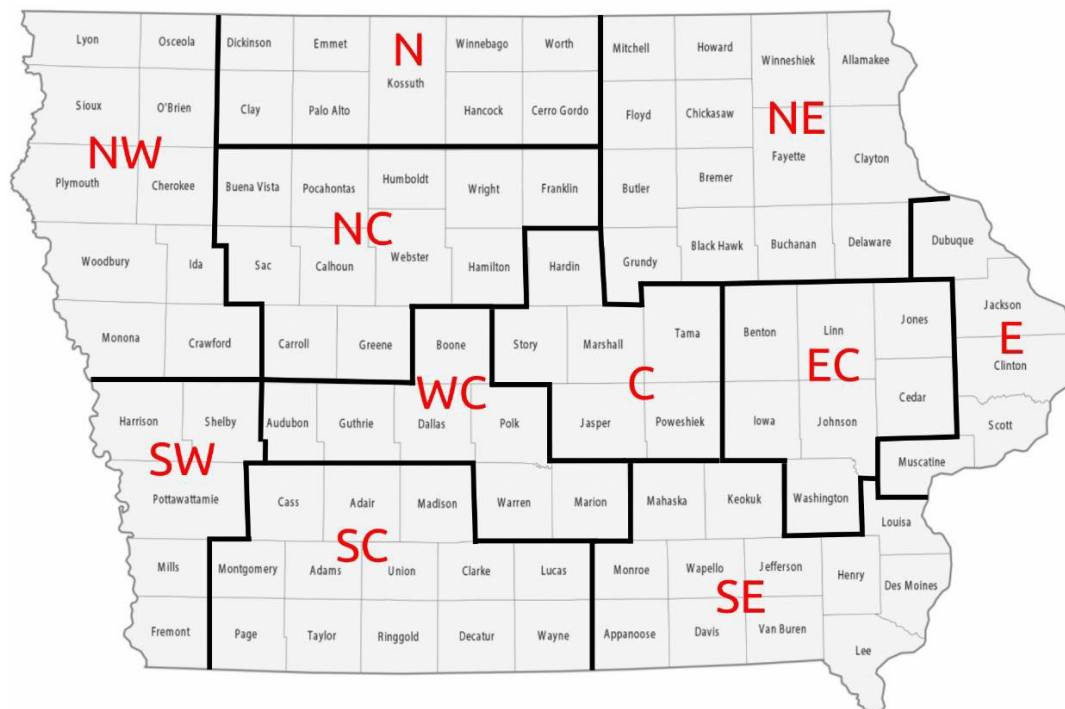 Lyon
Osceola
Dickinson
Emmet
N
Winnebago
Worth
Mitchell
Howard
Winneshiek
Allamakee
Kossuth
Sioux
O'Brien
Clay
Palo Alto
Hancock
Cerro Gordo
Floyd
Chickasaw
NE
NW
Fayette
Clayton
Plymouth
Cherokee
Buena Vista
Pocahontas
Humboldt
Wright
Franklin
Butler
Bremer
NC
Woodbury
Ida
Sac
Calhoun
Webster
Hamilton
Hardin
Grundy
Black Hawk
Buchanan
Delaware
Dubuque
Jackson
Monona
Crawford
Carroll
Greene
Boone
Story
Marshall
Tama
Benton
Linn
Jones
E
Clinton
WC
C
EC
Harrison
Shelby
Audubon
Guthrie
Dallas
Polk
Jasper
Poweshiek
Iowa
Johnson
Cedar
Scott
SW
Muscatine
Pottawattamie
Cass
Adair
Madison
Warren
Marion
Mahaska
Keokuk
Washington
Louisa
SC
Mills
Montgomery
Adams
Union
Clarke
Lucas
Monroe
Wapello
Jefferson
Henry
Des Moines
SE
Fremont
Page
Taylor
Ringgold
Decatur
Wayne
Appanoose
Davis
Van Buren
Lee